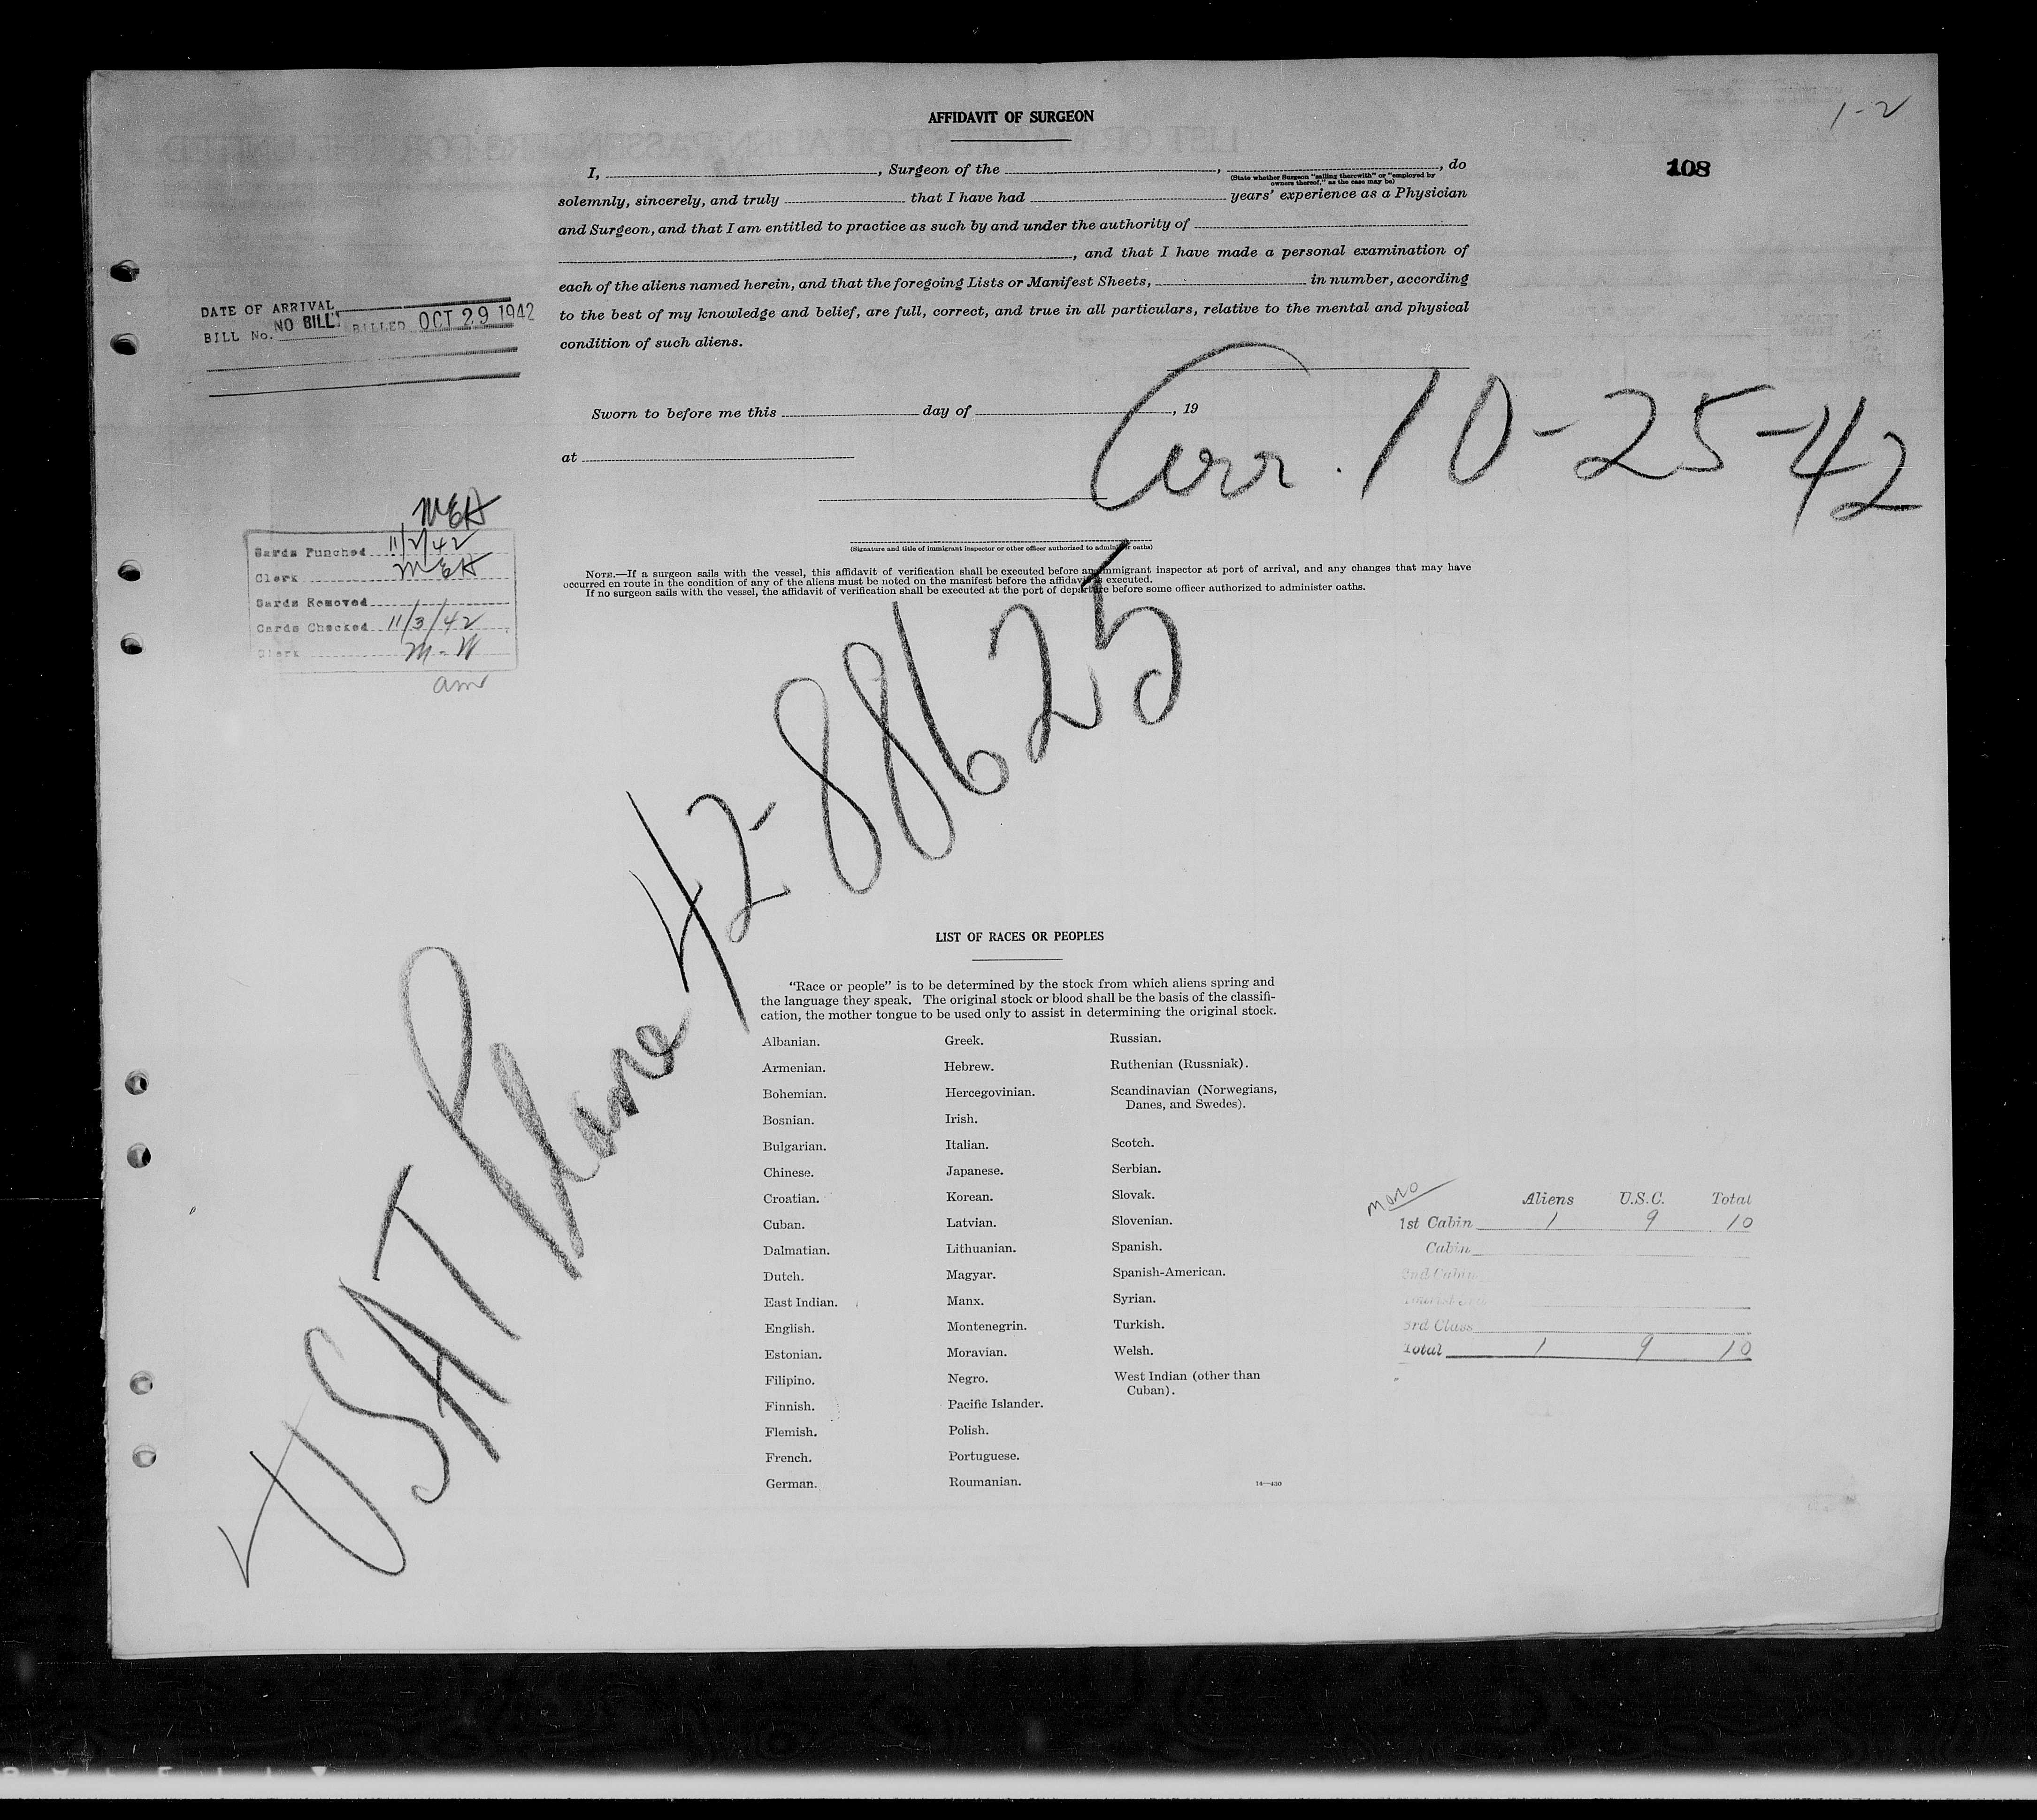 1-2
108
AFFIDAVIT OF SURGEON
I, , Surgeon of the , , do
(State whether Surgeon "sailing therewith" or "employed by
owners thereof," as the case may be)
solemnly, sincerely, and truly that I have had years' experience as a Physician
and Surgeon, and that I am entitled to practice as such by and under the authority of
, and that I have made a personal examination of
each of the aliens named herein, and that the foregoing Lists or Manifest Sheets, in number, according
to the best of my knowledge and belief, are full, correct, and true in all particulars, relative to the mental and physical
condition of such aliens.
DATE OF ARRIVAL
BILL No. NO BILL BILLED OCT 29 1942
Sworn to before me this day of , 19
at
Arr. 10-25-42
(Signature and title of immigrant inspector or other officer authorized to administer oaths)
NOTE.—If a surgeon sails with the vessel, this affidavit of verification shall be executed before an immigrant inspector at port of arrival, and any changes that may have
occurred en route in the condition of any of the aliens must be noted on the manifest before the affidavit is executed.
If no surgeon sails with the vessel, the affidavit of verification shall be executed at the port of departure before some officer authorized to administer oaths.
MEH
Cards Punched 11/2/42
Clerk MEH
Cards Removed
Cards Checked 11/3/42
Clerk M-W
am
USAT Plane 42-88625
LIST OF RACES OR PEOPLES
"Race or people" is to be determined by the stock from which aliens spring and
the language they speak. The original stock or blood shall be the basis of the classifi-
cation, the mother tongue to be used only to assist in determining the original stock.
Albanian.
Armenian.
Bohemian.
Bosnian.
Bulgarian.
Chinese.
Croatian.
Cuban.
Dalmatian.
Dutch.
East Indian.
English.
Estonian.
Filipino.
Finnish.
Flemish.
French.
German.
Greek.
Hebrew.
Hercegovinian.
Irish.
Italian.
Japanese.
Korean.
Latvian.
Lithuanian.
Magyar.
Manx.
Montenegrin.
Moravian.
Negro.
Pacific Islander.
Polish.
Portuguese.
Roumanian.
Russian.
Ruthenian (Russniak).
Scandinavian (Norwegians,
Danes, and Swedes).
Scotch.
Serbian.
Slovak.
Slovenian.
Spanish.
Spanish-American.
Syrian.
Turkish.
Welsh.
West Indian (other than
Cuban).
14—430
Aliens U.S.C. Total
1st Cabin 1 9 10
Cabin
2nd Cabin
3rd Class
Total 1 9 10